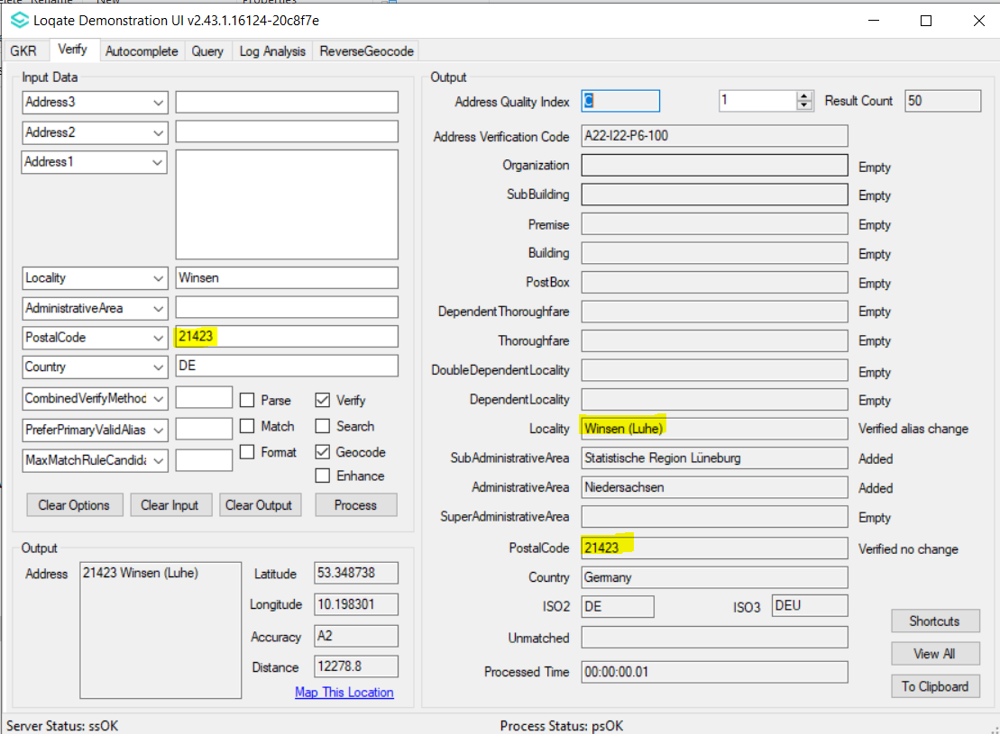 Loqate Demonstration UI v2.43.1.16124-20c8f7e
GKR Verify Autocomplete Query Log Analysis ReverseGeocode
Input Data
Address3
Address2
Address1
Locality Winsen
AdministrativeArea
PostalCode 21423
Country DE
CombinedVerifyMethod Parse Verify
PreferPrimaryValidAlias Match Search
MaxMatchRuleCandida Format Geocode
Enhance
Clear Options Clear Input Clear Output Process
Output
Address 21423 Winsen (Luhe)
Latitude 53.348738
Longitude 10.198301
Accuracy A2
Distance 12278.8
Map This Location
Output
Address Quality Index C 1 Result Count 50
Address Verification Code A22-I22-P6-100
Organization Empty
SubBuilding Empty
Premise Empty
Building Empty
PostBox Empty
DependentThoroughfare Empty
Thoroughfare Empty
DoubleDependentLocality Empty
DependentLocality Empty
Locality Winsen (Luhe) Verified alias change
SubAdministrativeArea Statistische Region Lüneburg Added
AdministrativeArea Niedersachsen Added
SuperAdministrativeArea Empty
PostalCode 21423 Verified no change
Country Germany
ISO2 DE ISO3 DEU
Unmatched
Processed Time 00:00:00.01
Shortcuts
View All
To Clipboard
Server Status: ssOK Process Status: psOK